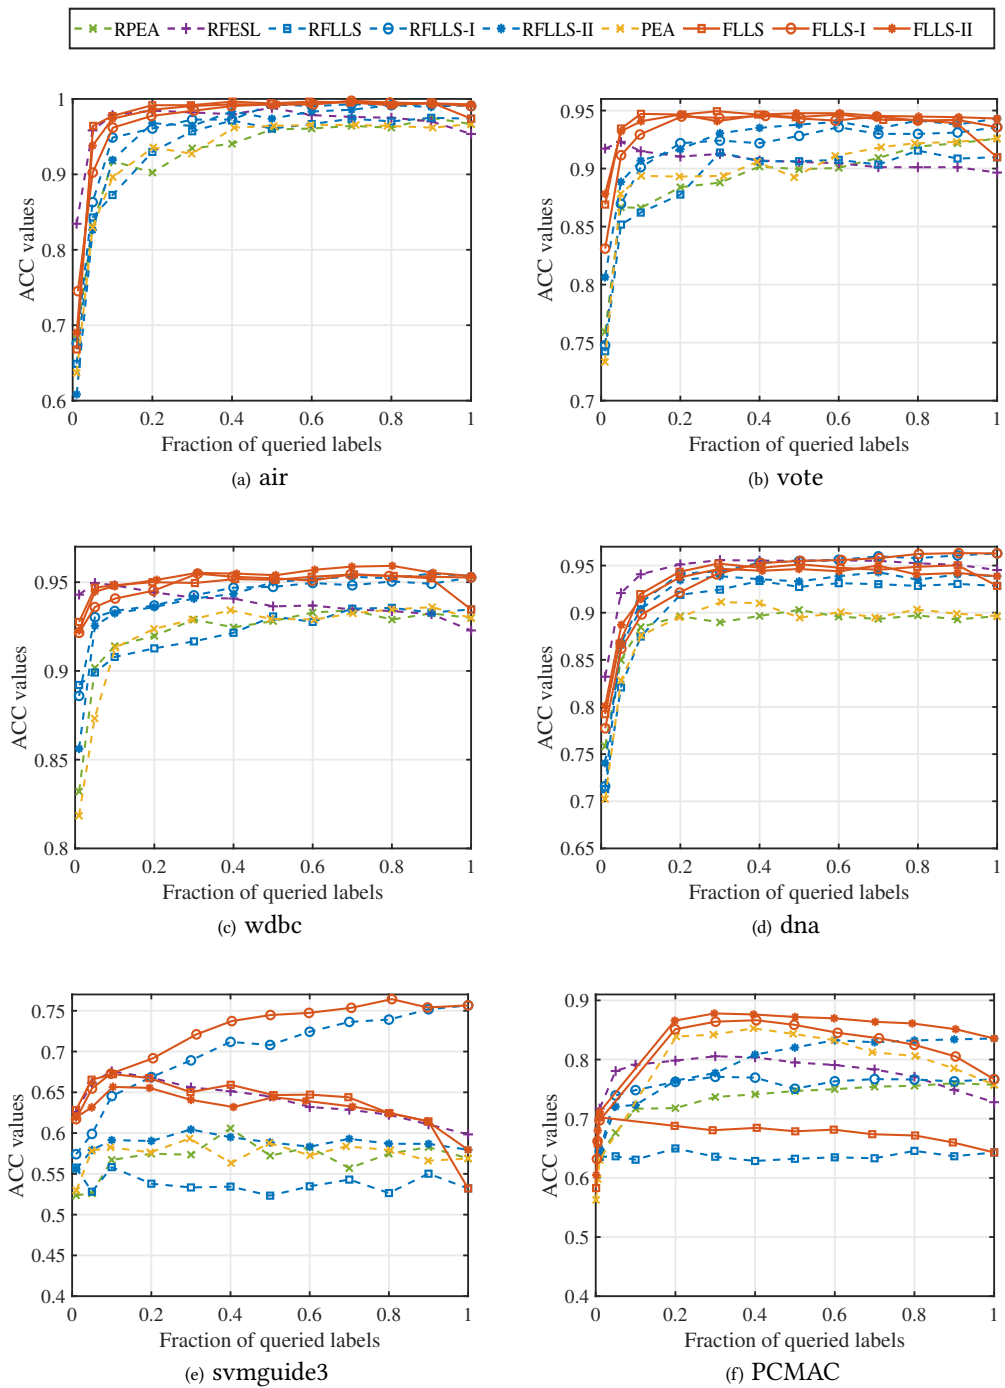 RPEA RFESL RFLLS RFLLS-I RFLLS-II PEA FLLS FLLS-I FLLS-II
1
0.9
0.8
0.7
0.6
ACC values
0 0.2 0.4 0.6 0.8 1
Fraction of queried labels
(a) air
0.95
0.9
0.85
0.8
0.75
0.7
ACC values
0 0.2 0.4 0.6 0.8 1
Fraction of queried labels
(b) vote
0.95
0.9
0.85
0.8
ACC values
0 0.2 0.4 0.6 0.8 1
Fraction of queried labels
(c) wdbc
0.95
0.9
0.85
0.8
0.75
0.7
0.65
ACC values
0 0.2 0.4 0.6 0.8 1
Fraction of queried labels
(d) dna
0.75
0.7
0.65
0.6
0.55
0.5
0.45
0.4
ACC values
0 0.2 0.4 0.6 0.8 1
Fraction of queried labels
(e) svmguide3
0.9
0.8
0.7
0.6
0.5
0.4
ACC values
0 0.2 0.4 0.6 0.8 1
Fraction of queried labels
(f) PCMAC